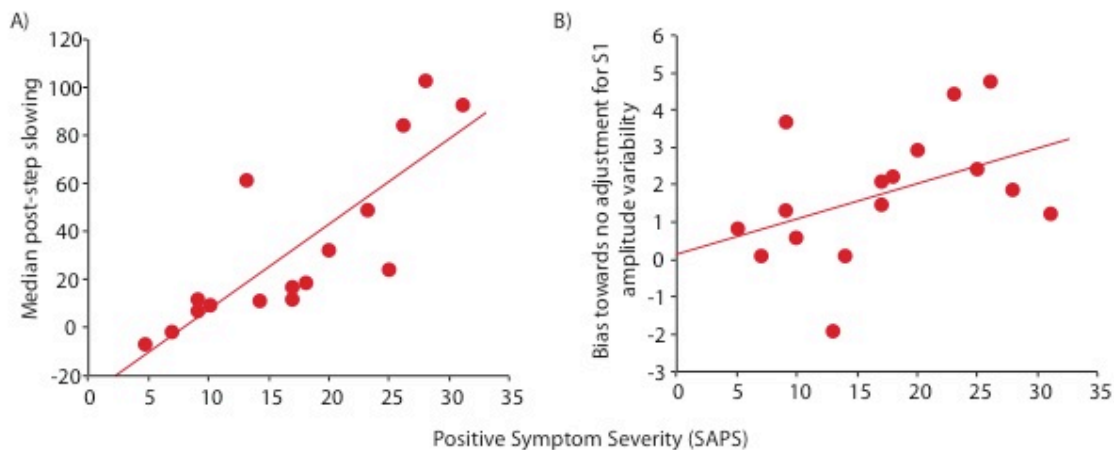 A)
Median post-step slowing
120
100
80
60
40
20
0
-20
0 5 10 15 20 25 30 35
B)
Bias towards no adjustment for S1
amplitude variability
6
5
4
3
2
1
0
-1
-2
-3
0 5 10 15 20 25 30 35
Positive Symptom Severity (SAPS)